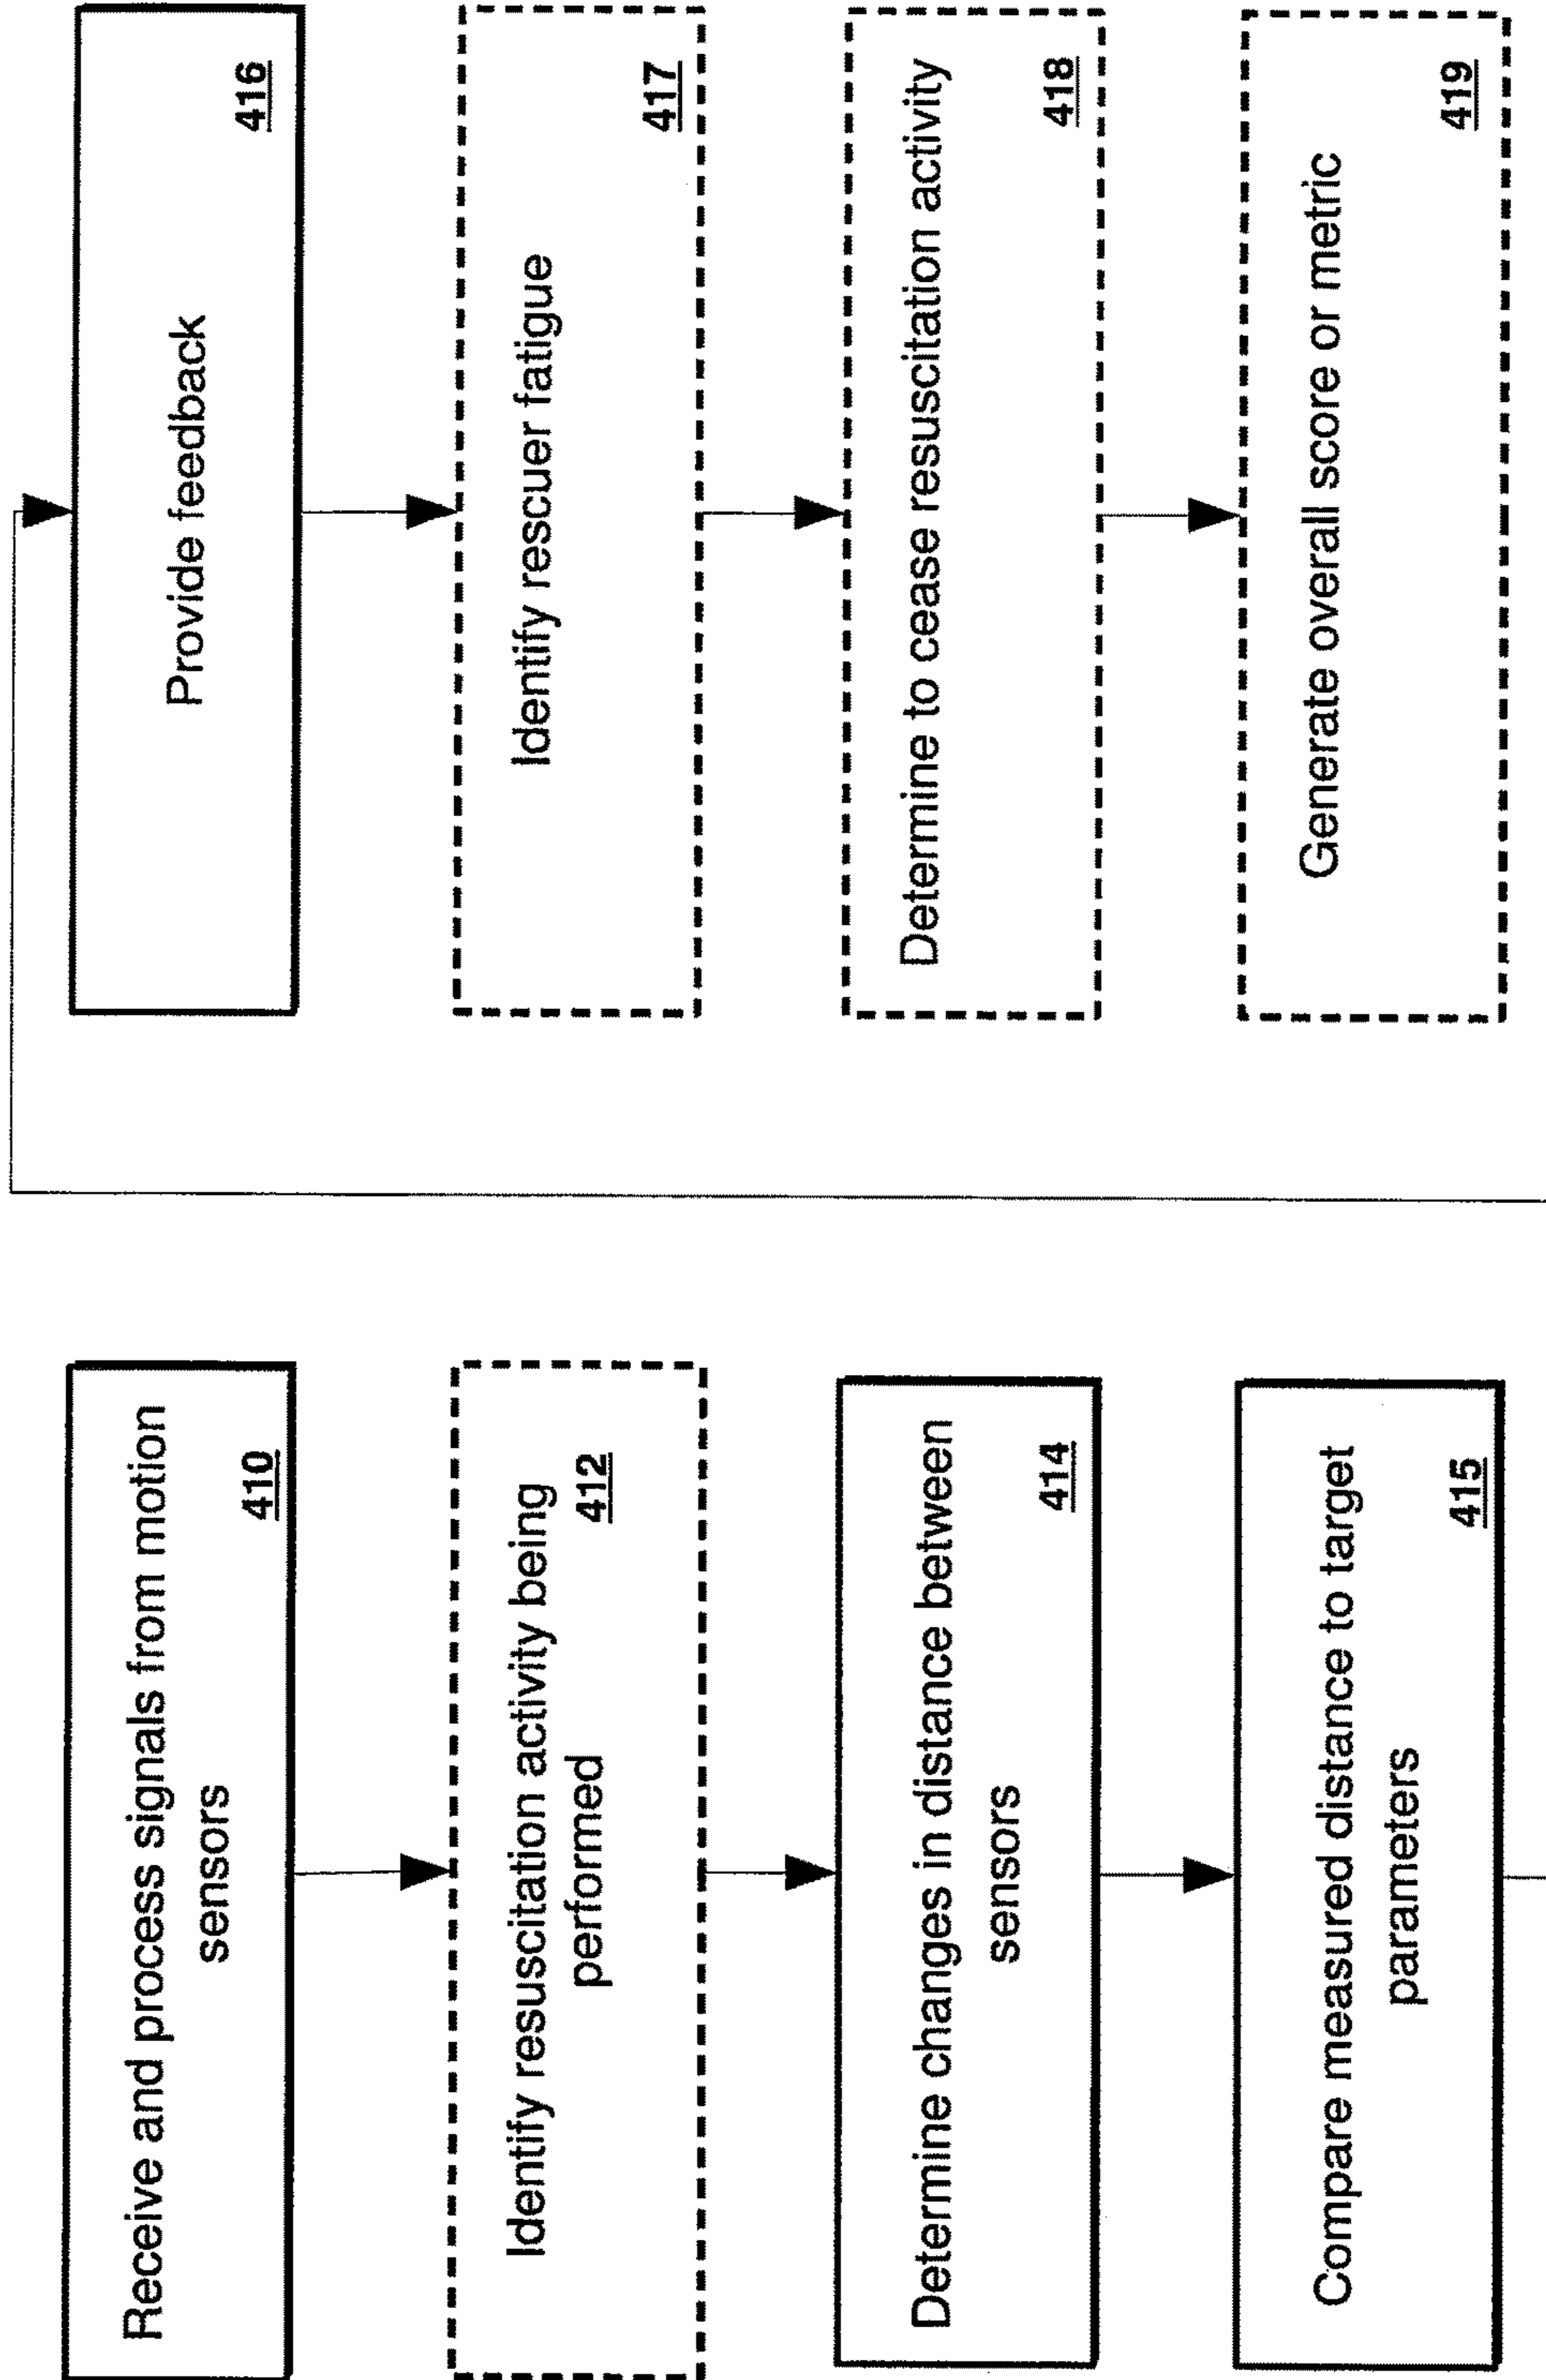 Receive and process signals from motion
sensors
410
Identify resuscitation activity being
performed
412
Determine changes in distance between
sensors
414
Compare measured distance to target
parameters
415
Provide feedback
416
Identify rescuer fatigue
417
Determine to cease resuscitation activity
418
Generate overall score or metric
419